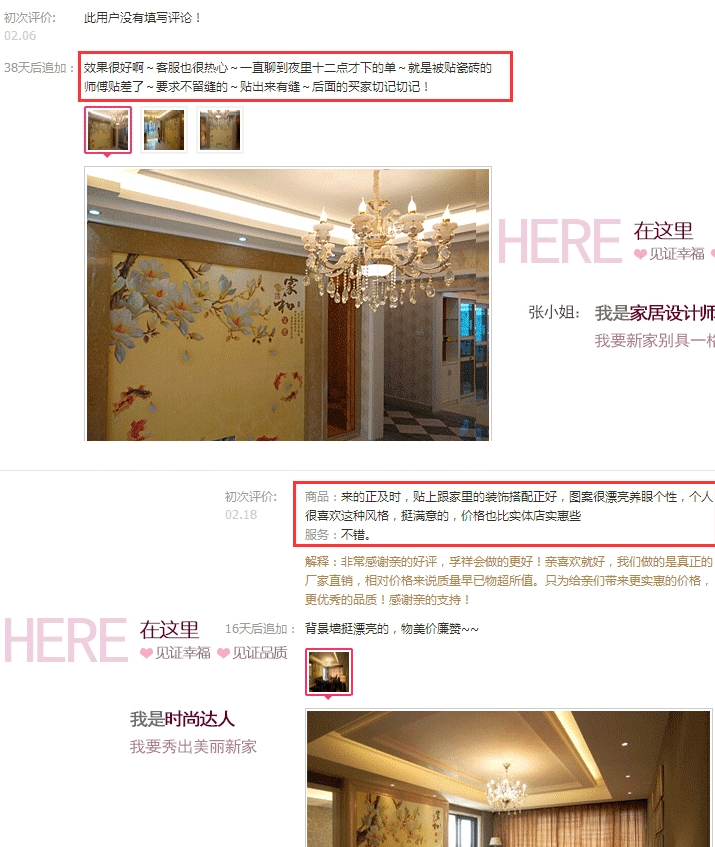 初次评价:
此用户没有填写评论！
02.06
38天后追加：
效果很好啊～客服也很热心～一直聊到夜里十二点才下的单～就是被贴瓷砖的
师傅贴差了～要求不留缝的～贴出来有缝～后面的买家切记切记！
家和
HERE
在这里
见证幸福
张小姐：
我是家居设计师
我要新家别具一格
初次评价:
02.18
商品：来的正及时，贴上跟家里的装饰搭配正好，图案很漂亮养眼个性，个人
很喜欢这种风格，挺满意的，价格也比实体店实惠些
服务：不错。
解释：非常感谢亲的好评，孚祥会做的更好！亲喜欢就好，我们做的是真正的
厂家直销，相对价格来说质量早已物超所值。只为给亲们带来更实惠的价格，
更优秀的品质！感谢亲的支持！
HERE
在这里
见证幸福
见证品质
16天后追加：
背景墙挺漂亮的，物美价廉赞~~
我是时尚达人
我要秀出美丽新家
家和